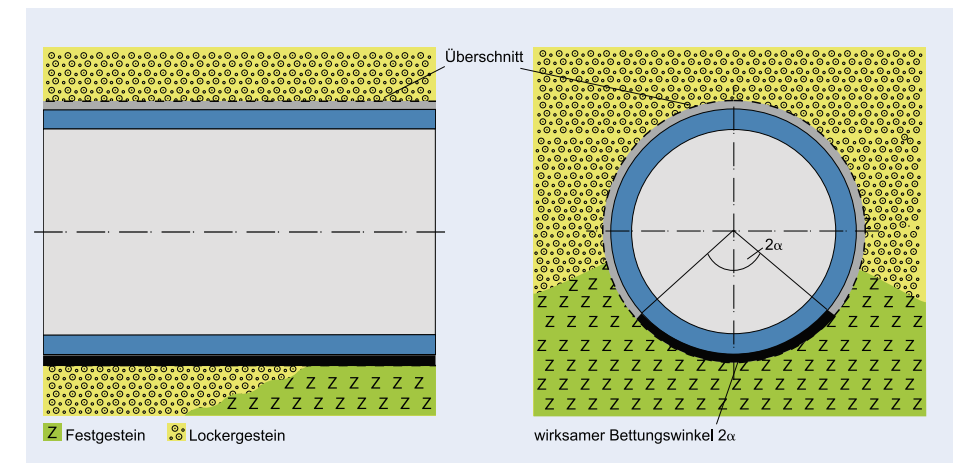 Überschnitt
2α
Z Festgestein
Lockergestein
wirksamer Bettungswinkel 2α